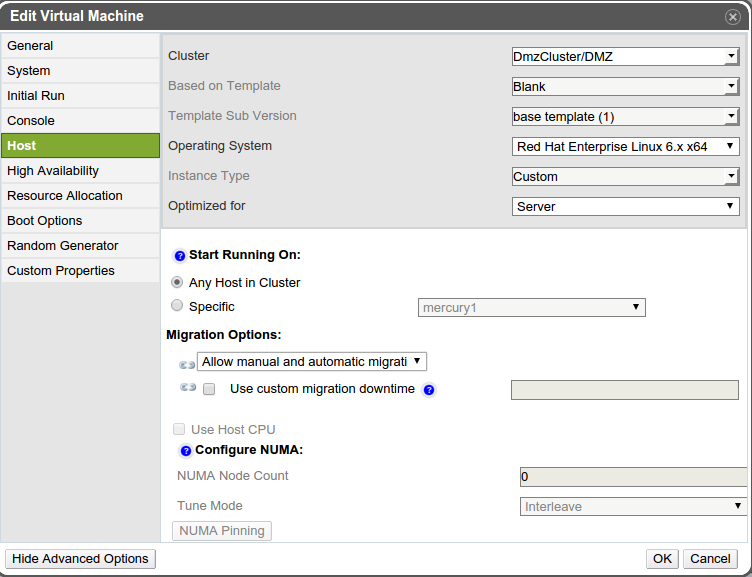 Edit Virtual Machine
General
System
Initial Run
Console
Host
High Availability
Resource Allocation
Boot Options
Random Generator
Custom Properties
Cluster DmzCluster/DMZ
Based on Template Blank
Template Sub Version base template (1)
Operating System Red Hat Enterprise Linux 6.x x64
Instance Type Custom
Optimized for Server
? Start Running On:
Any Host in Cluster
Specific mercury1
Migration Options:
Allow manual and automatic migrati
Use custom migration downtime ?
Use Host CPU
? Configure NUMA:
NUMA Node Count 0
Tune Mode Interleave
NUMA Pinning
Hide Advanced Options OK Cancel